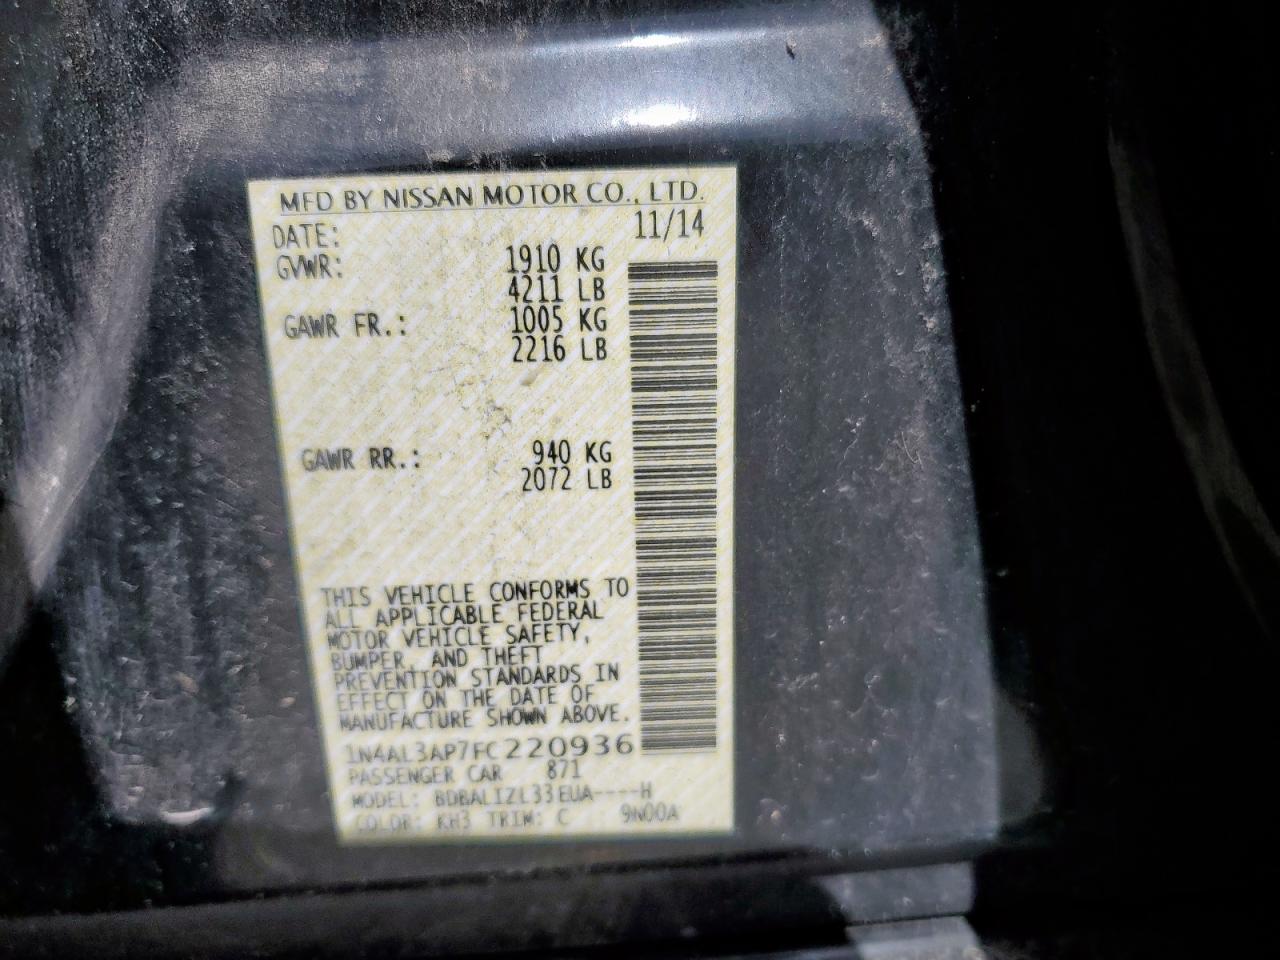 MFD BY NISSAN MOTOR CO., LTD.
DATE: 11/14
GVWR: 1910 KG
4211 LB
GAWR FR.: 1005 KG
2216 LB
GAWR RR.: 940 KG
2072 LB
THIS VEHICLE CONFORMS TO
ALL APPLICABLE FEDERAL
MOTOR VEHICLE SAFETY,
BUMPER, AND THEFT
PREVENTION STANDARDS IN
EFFECT ON THE DATE OF
MANUFACTURE SHOWN ABOVE.
1N4AL3AP7FC220936
PASSENGER CAR 871
MODEL: BDBALIZL33EUA----H
COLOR: KH3 TRIM: C 9N00A